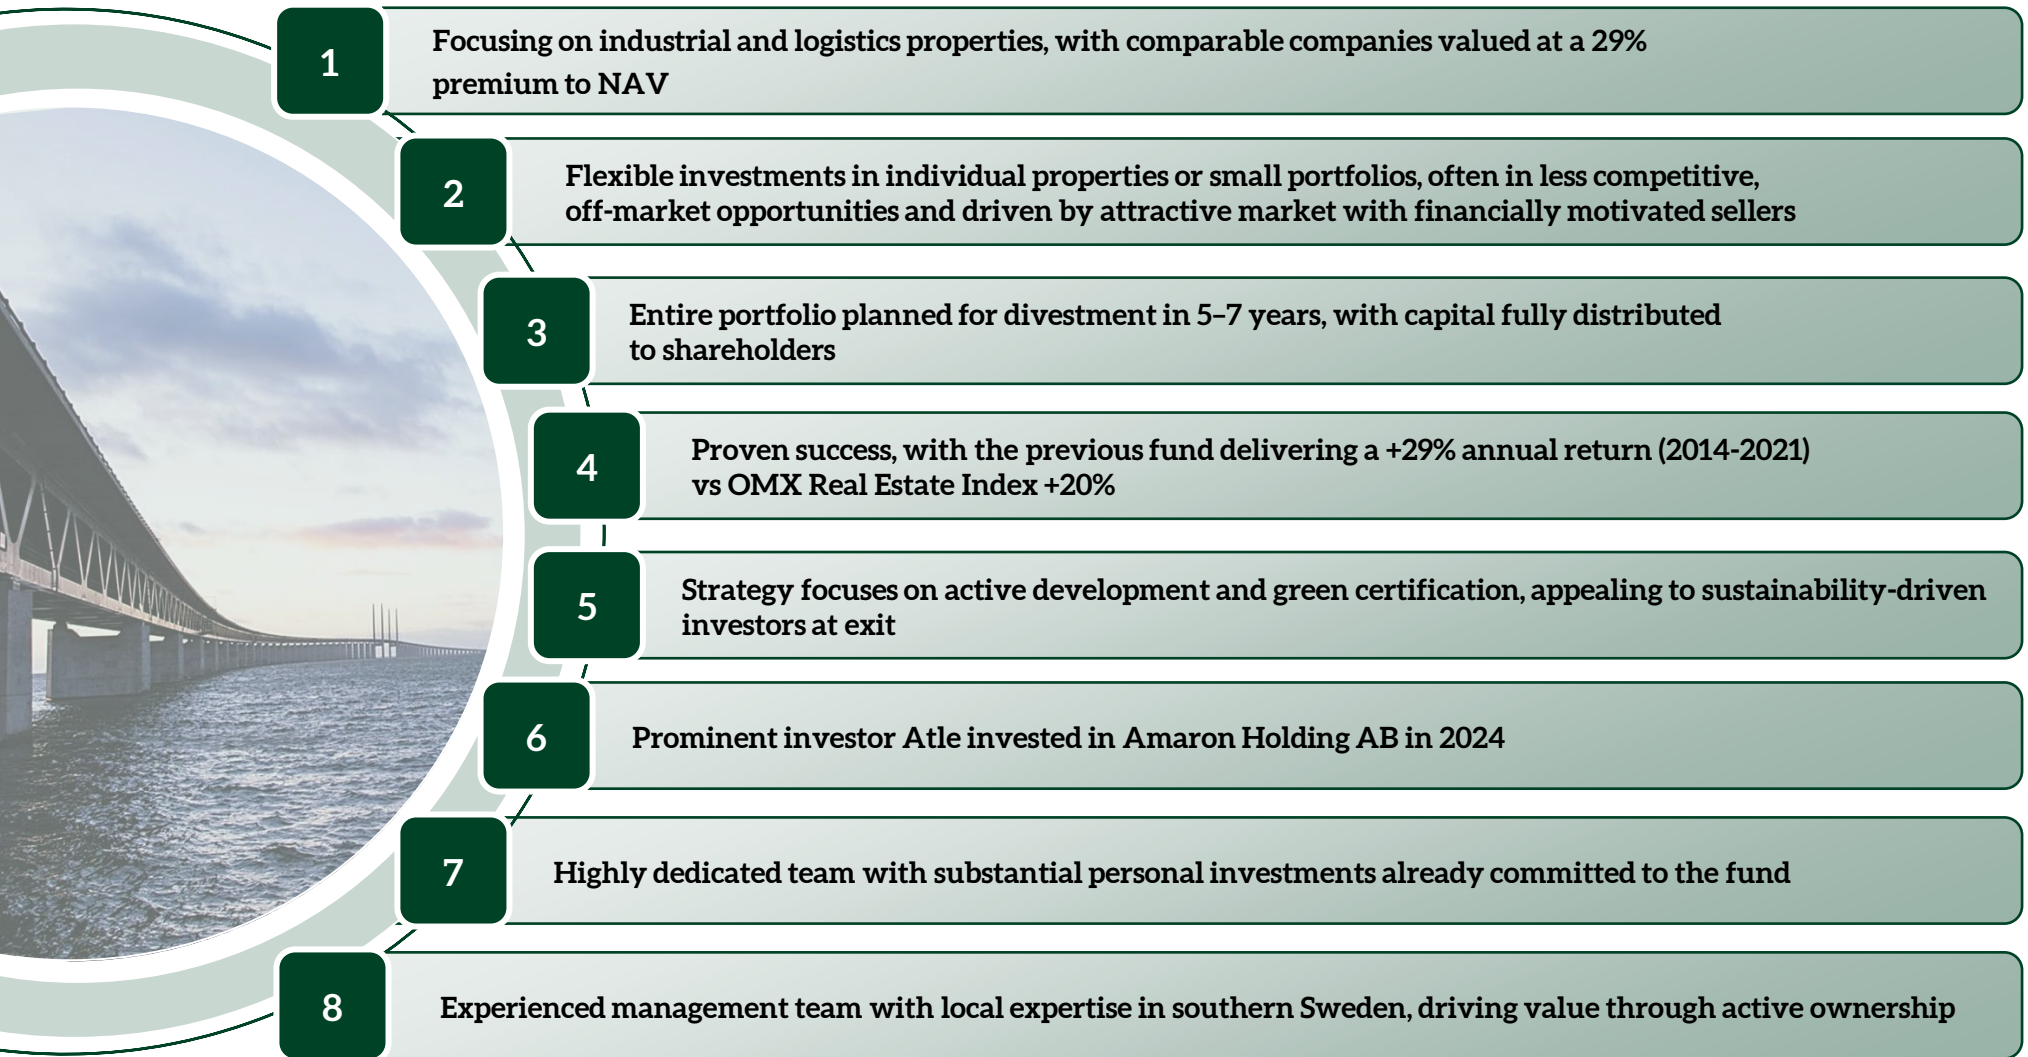 1
Focusing on industrial and logistics properties, with comparable companies valued at a 29%
premium to NAV
2
Flexible investments in individual properties or small portfolios, often in less competitive,
off-market opportunities and driven by attractive market with financially motivated sellers
3
Entire portfolio planned for divestment in 5–7 years, with capital fully distributed
to shareholders
4
Proven success, with the previous fund delivering a +29% annual return (2014-2021)
vs OMX Real Estate Index +20%
5
Strategy focuses on active development and green certification, appealing to sustainability-driven
investors at exit
6
Prominent investor Atle invested in Amaron Holding AB in 2024
7
Highly dedicated team with substantial personal investments already committed to the fund
8
Experienced management team with local expertise in southern Sweden, driving value through active ownership